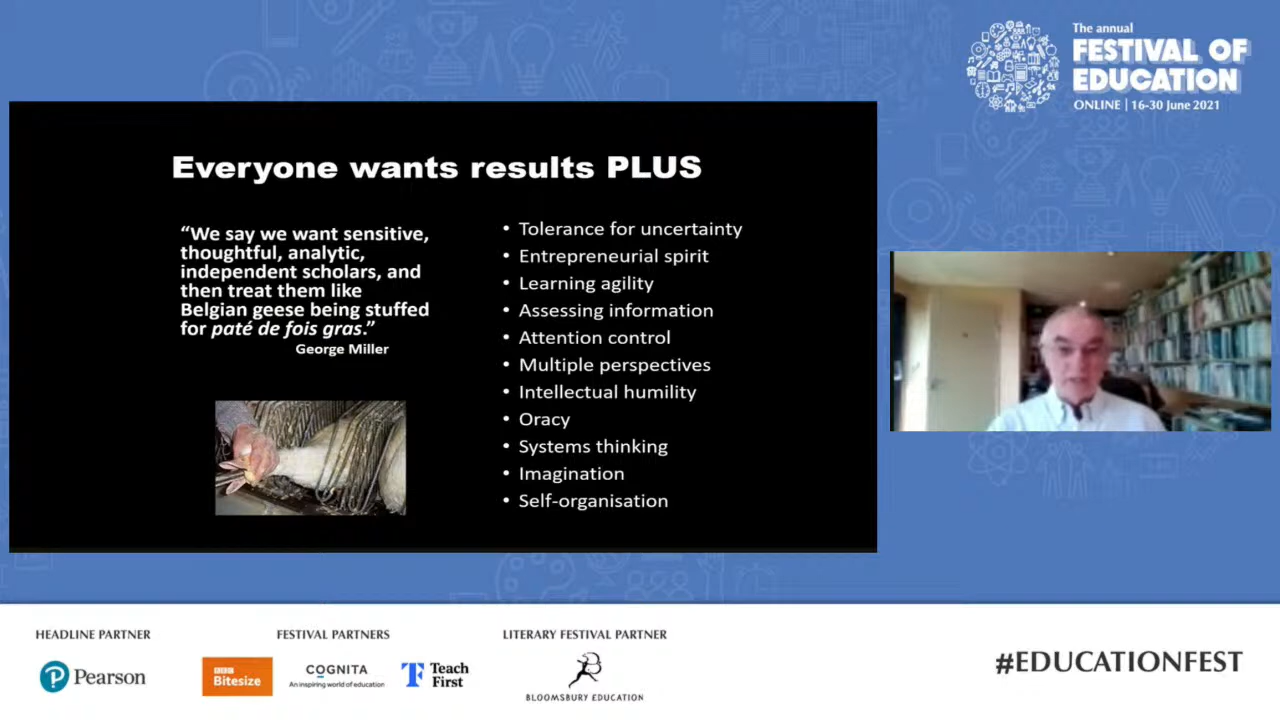 The annual
FESTIVAL OF
EDUCATION
ONLINE | 16-30 June 2021
Everyone wants results PLUS
“We say we want sensitive,
thoughtful, analytic,
independent scholars, and
then treat them like
Belgian geese being stuffed
for paté de fois gras.”
George Miller
• Tolerance for uncertainty
• Entrepreneurial spirit
• Learning agility
• Assessing information
• Attention control
• Multiple perspectives
• Intellectual humility
• Oracy
• Systems thinking
• Imagination
• Self-organisation
HEADLINE PARTNER
Pearson
FESTIVAL PARTNERS
BBC
Bitesize
COGNITA
An inspiring world of education
Teach
First
LITERARY FESTIVAL PARTNER
BLOOMSBURY EDUCATION
#EDUCATIONFEST